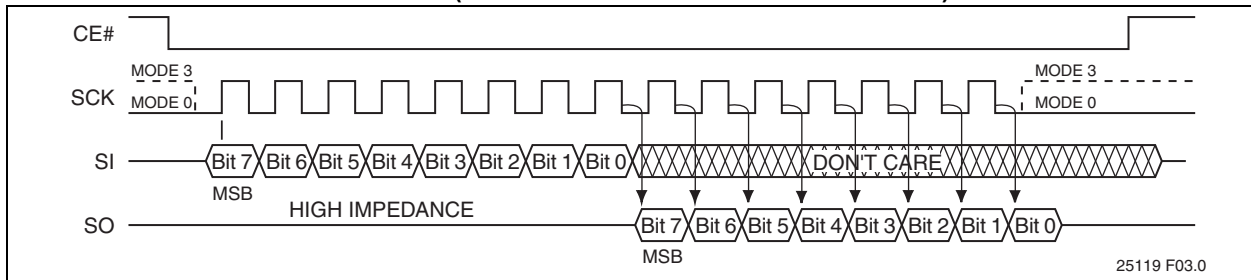 CE#
MODE 3
MODE 3
SCK
MODE 0
MODE 0
SI
Bit 7 Bit 6 Bit 5 Bit 4 Bit 3 Bit 2 Bit 1 Bit 0
DON'T CARE
MSB
HIGH IMPEDANCE
SO
Bit 7 Bit 6 Bit 5 Bit 4 Bit 3 Bit 2 Bit 1 Bit 0
MSB
25119 F03.0